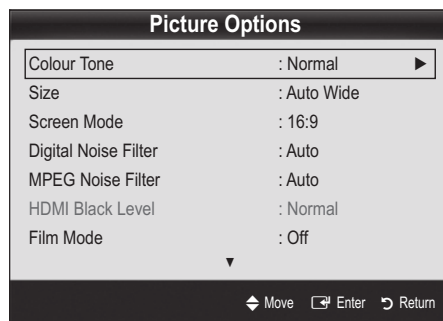 Picture Options
Colour Tone : Normal ►
Size : Auto Wide
Screen Mode : 16:9
Digital Noise Filter : Auto
MPEG Noise Filter : Auto
HDMI Black Level : Normal
Film Mode : Off
▼
Move Enter Return